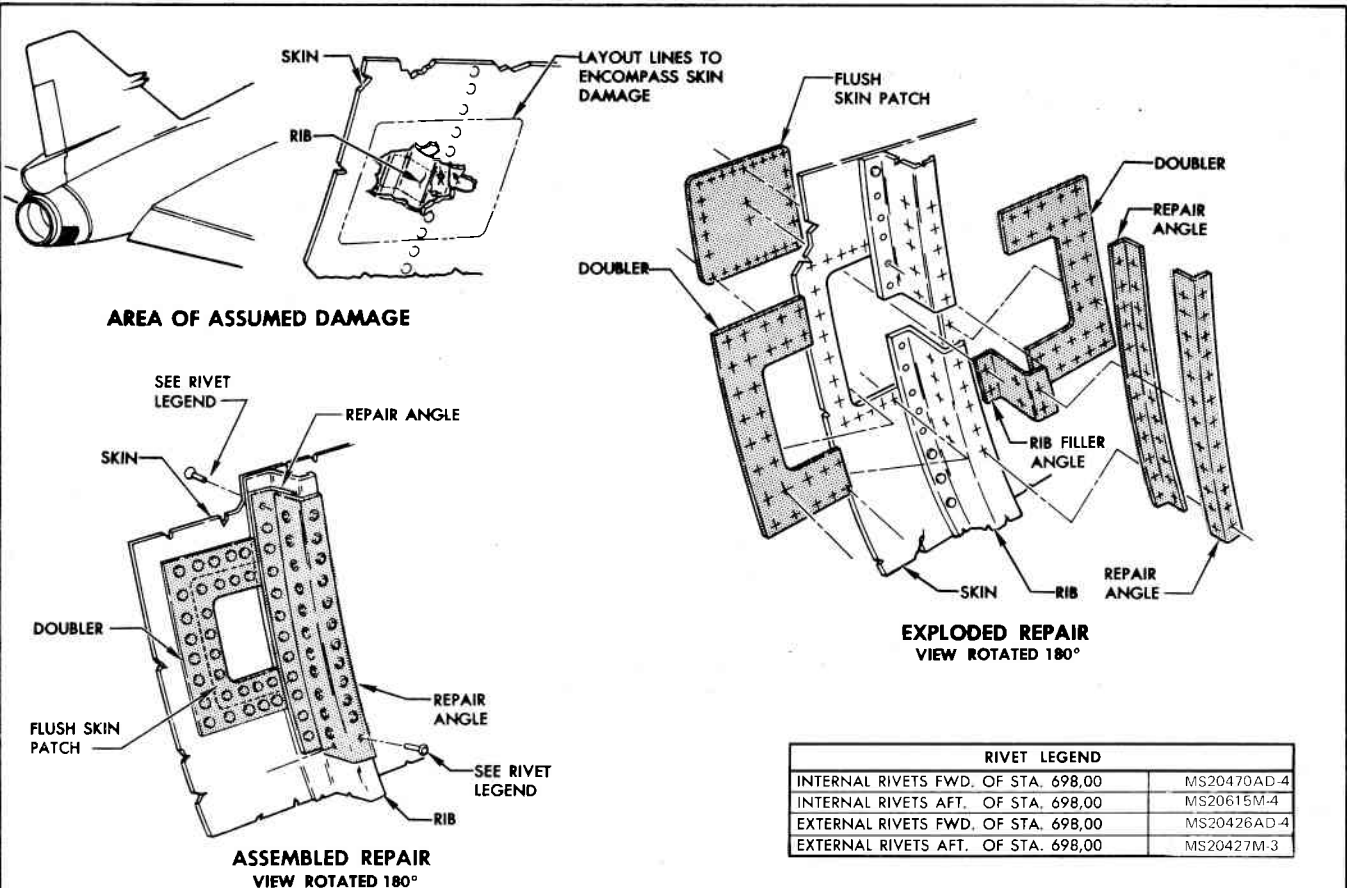 SKIN
LAYOUT LINES TO
ENCOMPASS SKIN
DAMAGE
RIB
AREA OF ASSUMED DAMAGE
FLUSH
SKIN PATCH
DOUBLER
REPAIR
ANGLE
DOUBLER
RIB FILLER
ANGLE
SKIN
RIB
REPAIR
ANGLE
EXPLODED REPAIR
VIEW ROTATED 180°
SEE RIVET
LEGEND
REPAIR ANGLE
SKIN
DOUBLER
FLUSH SKIN
PATCH
REPAIR
ANGLE
SEE RIVET
LEGEND
RIB
ASSEMBLED REPAIR
VIEW ROTATED 180°
RIVET LEGEND
INTERNAL RIVETS FWD. OF STA. 698,00 MS20470AD-4
INTERNAL RIVETS AFT. OF STA. 698,00 MS20615M-4
EXTERNAL RIVETS FWD. OF STA. 698,00 MS20426AD-4
EXTERNAL RIVETS AFT. OF STA. 698,00 MS20427M-3